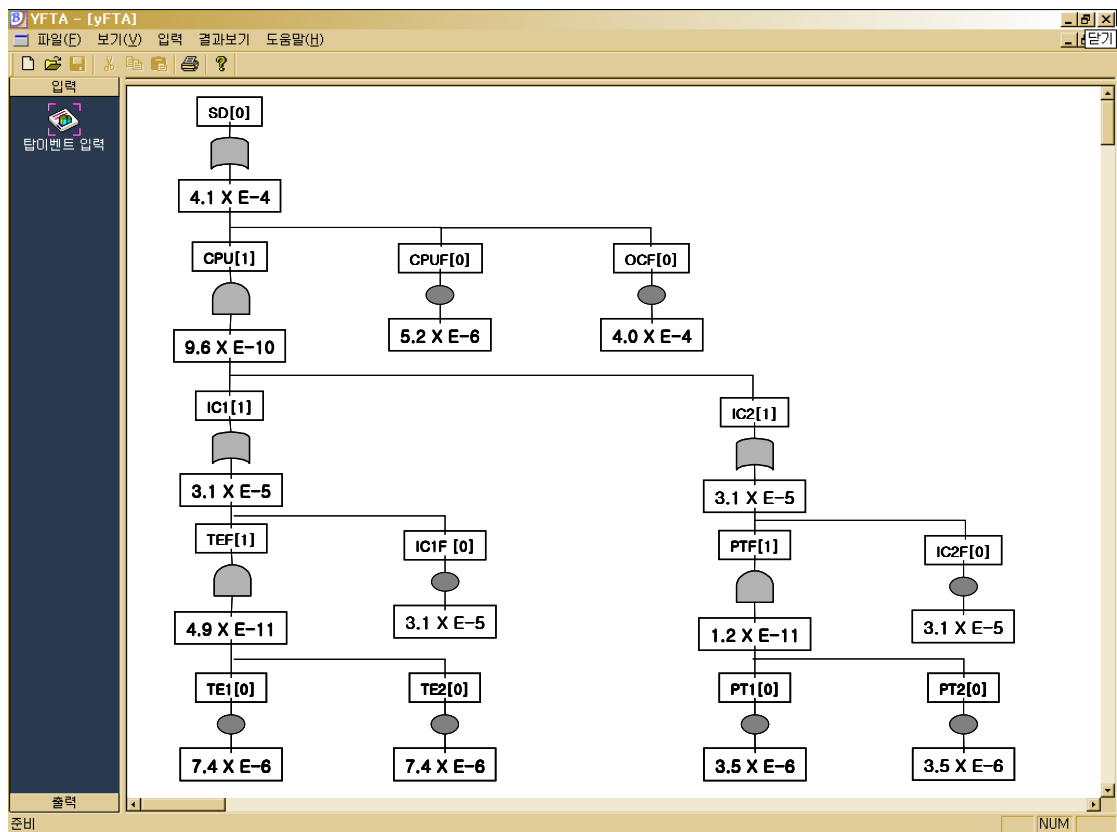 YFTA - [yFTA]
파일(F) 보기(V) 입력 결과보기 도움말(H)
닫기
입력
탑이벤트 입력
SD[0]
4.1 X E-4
CPU[1] CPUF[0] OCF[0]
9.6 X E-10 5.2 X E-6 4.0 X E-4
IC1[1] IC2[1]
3.1 X E-5 3.1 X E-5
TEF[1] IC1F [0] PTF[1] IC2F[0]
4.9 X E-11 3.1 X E-5 1.2 X E-11 3.1 X E-5
TE1[0] TE2[0] PT1[0] PT2[0]
7.4 X E-6 7.4 X E-6 3.5 X E-6 3.5 X E-6
출력
준비 NUM